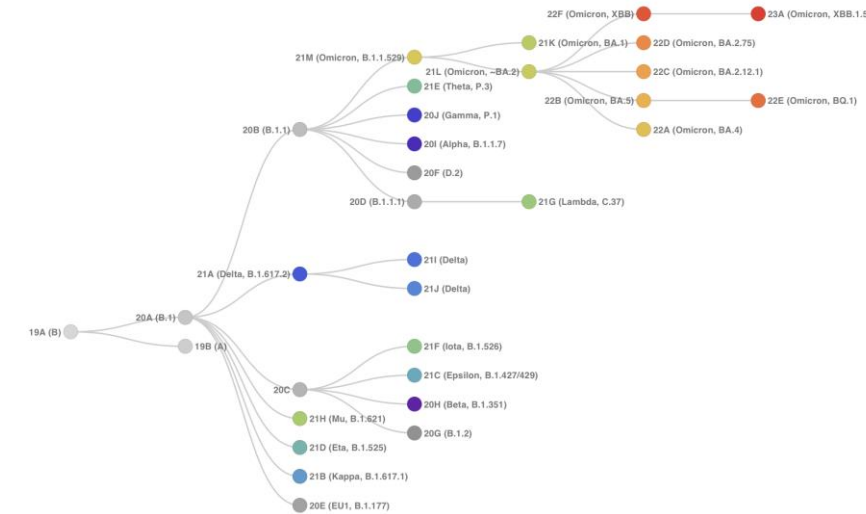 22F (Omicron, XBB)
23A (Omicron, XBB.1.5
21K (Omicron, BA.1)
22D (Omicron, BA.2.75)
21M (Omicron, B.1.1.529)
21L (Omicron, ~BA.2)
22C (Omicron, BA.2.12.1)
21E (Theta, P.3)
22B (Omicron, BA.5)
22E (Omicron, BQ.1)
20J (Gamma, P.1)
20B (B.1.1)
22A (Omicron, BA.4)
20I (Alpha, B.1.1.7)
20F (D.2)
20D (B.1.1.1)
21G (Lambda, C.37)
21I (Delta)
21A (Delta, B.1.617.2)
21J (Delta)
20A (B.1)
19A (B)
19B (A)
21F (Iota, B.1.526)
21C (Epsilon, B.1.427/429)
20C
20H (Beta, B.1.351)
21H (Mu, B.1.621)
20G (B.1.2)
21D (Eta, B.1.525)
21B (Kappa, B.1.617.1)
20E (EU1, B.1.177)